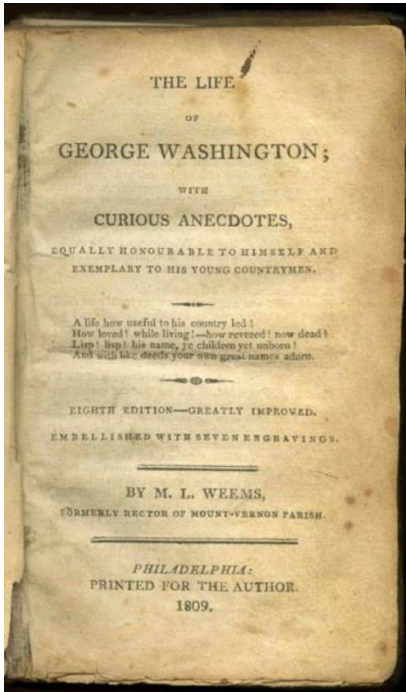 THE LIFE
OF
GEORGE WASHINGTON;
WITH
CURIOUS ANECDOTES,
EQUALLY HONOURABLE TO HIMSELF AND
EXEMPLARY TO HIS YOUNG COUNTRYMEN.
A life how useful to his country led!
How loved! while living!—how revered! now dead!
Lisp! lisp! his name, ye children yet unborn!
And with like deeds your own great names adorn.
EIGHTH EDITION—GREATLY IMPROVED.
EMBELLISHED WITH SEVEN ENGRAVINGS.
BY M. L. WEEMS,
FORMERLY RECTOR OF MOUNT-VERNON PARISH.
PHILADELPHIA:
PRINTED FOR THE AUTHOR.
1809.